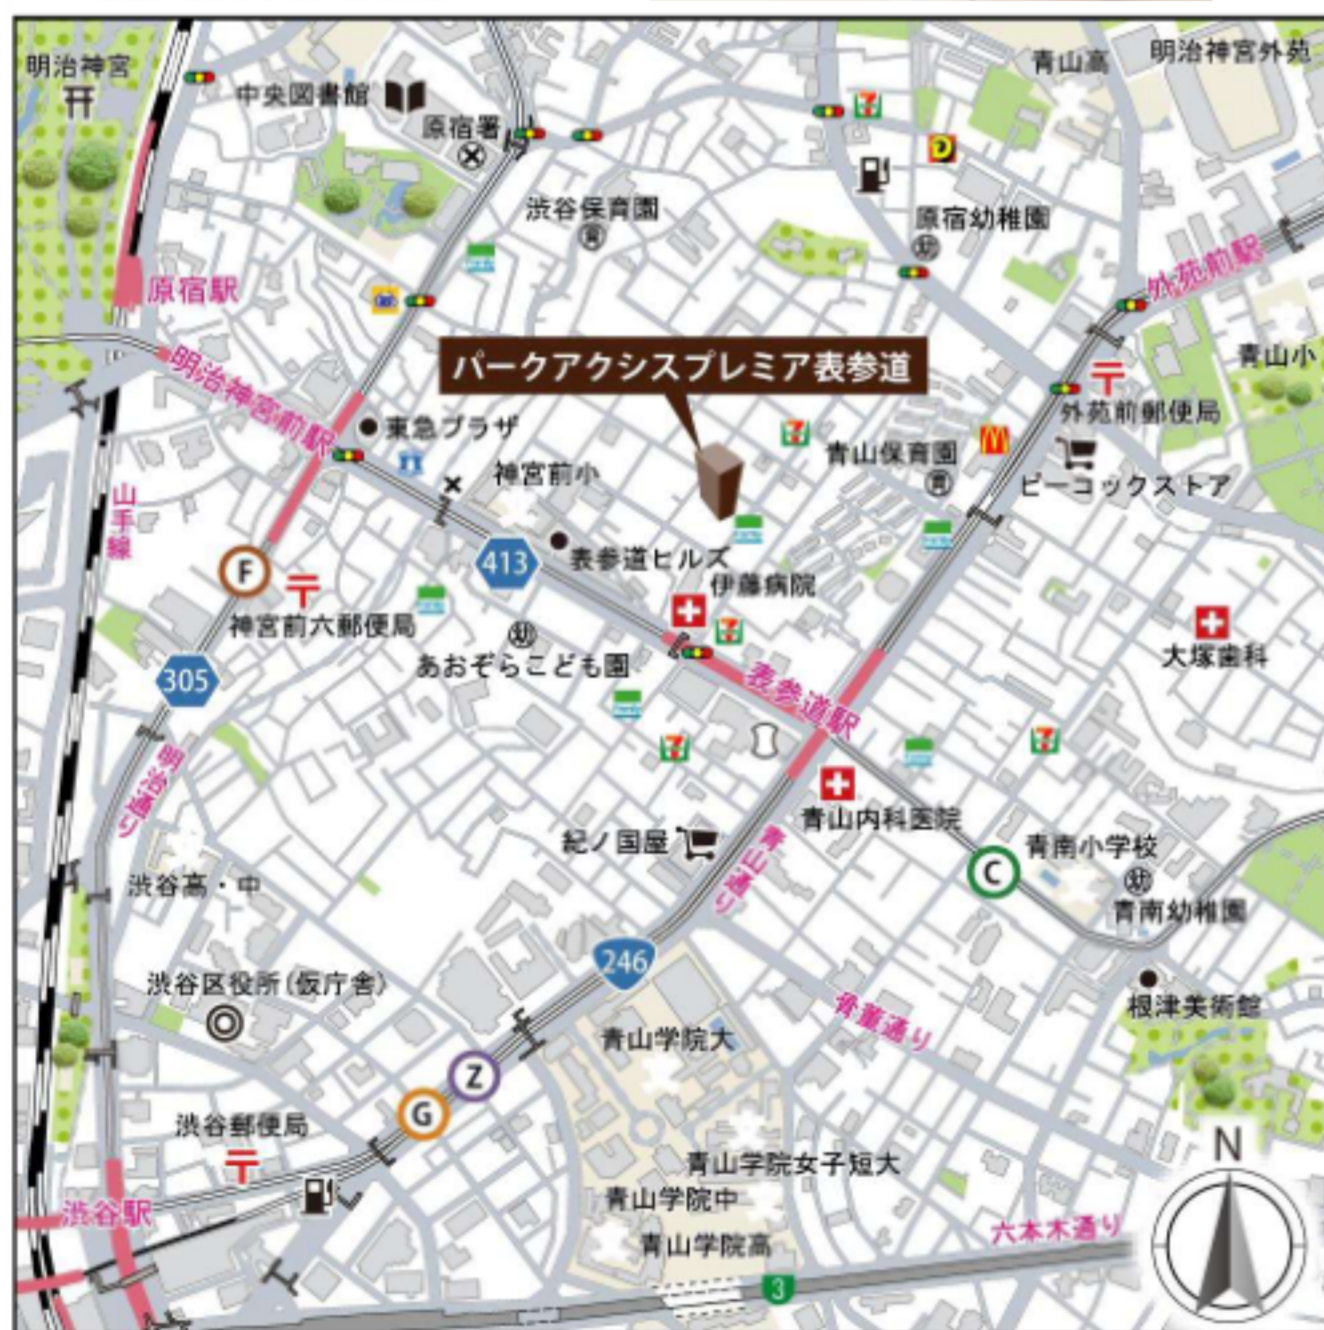 明治神宮
中央図書館
原宿署
青山高
明治神宮外苑
渋谷保育園
原宿幼稚園
原宿駅
外苑前駅
明治神宮前駅
パークアクシスプレミア表参道
青山小
外苑前郵便局
東急プラザ
神宮前小
青山保育園
ピーコックストア
山手線
413
表参道ヒルズ
伊藤病院
F
神宮前六郵便局
あおぞらこども園
大塚歯科
305
表参道駅
明治通り
青山内科医院
紀ノ国屋
青山通り
C
青南小学校
幼
青南幼稚園
渋谷高・中
246
渋谷区役所(仮庁舎)
骨董通り
根津美術館
青山学院大
Z
G
渋谷郵便局
青山学院女子短大
青山学院中
青山学院高
渋谷駅
六本木通り
3
N